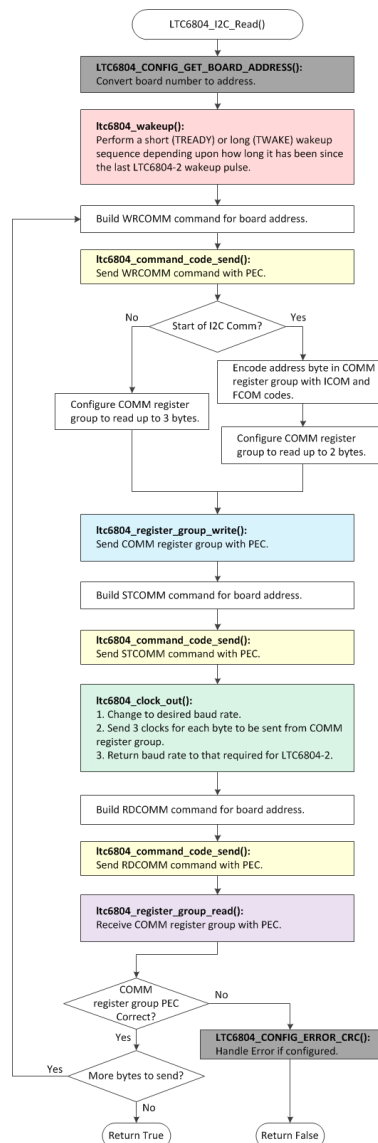 LTC6804_I2C_Read()
LTC6804_CONFIG_GET_BOARD_ADDRESS():
Convert board number to address.
ltc6804_wakeup():
Perform a short (TREADY) or long (TWAKE) wakeup
sequence depending upon how long it has been since
the last LTC6804-2 wakeup pulse.
Build WRCOMM command for board address.
ltc6804_command_code_send():
Send WRCOMM command with PEC.
Start of I2C Comm?
No
Yes
Encode address byte in COMM
register group with ICOM and
FCOM codes.
Configure COMM register
group to read up to 3 bytes.
Configure COMM register
group to read up to 2 bytes.
ltc6804_register_group_write():
Send COMM register group with PEC.
Build STCOMM command for board address.
ltc6804_command_code_send():
Send STCOMM command with PEC.
ltc6804_clock_out():
1. Change to desired baud rate.
2. Send 3 clocks for each byte to be sent from COMM
register group.
3. Return baud rate to that required for LTC6804-2.
Build RDCOMM command for board address.
ltc6804_command_code_send():
Send RDCOMM command with PEC.
ltc6804_register_group_read():
Receive COMM register group with PEC.
COMM
register group PEC
Correct?
No
Yes
LTC6804_CONFIG_ERROR_CRC():
Handle Error if configured.
Yes
More bytes to send?
No
Return True
Return False